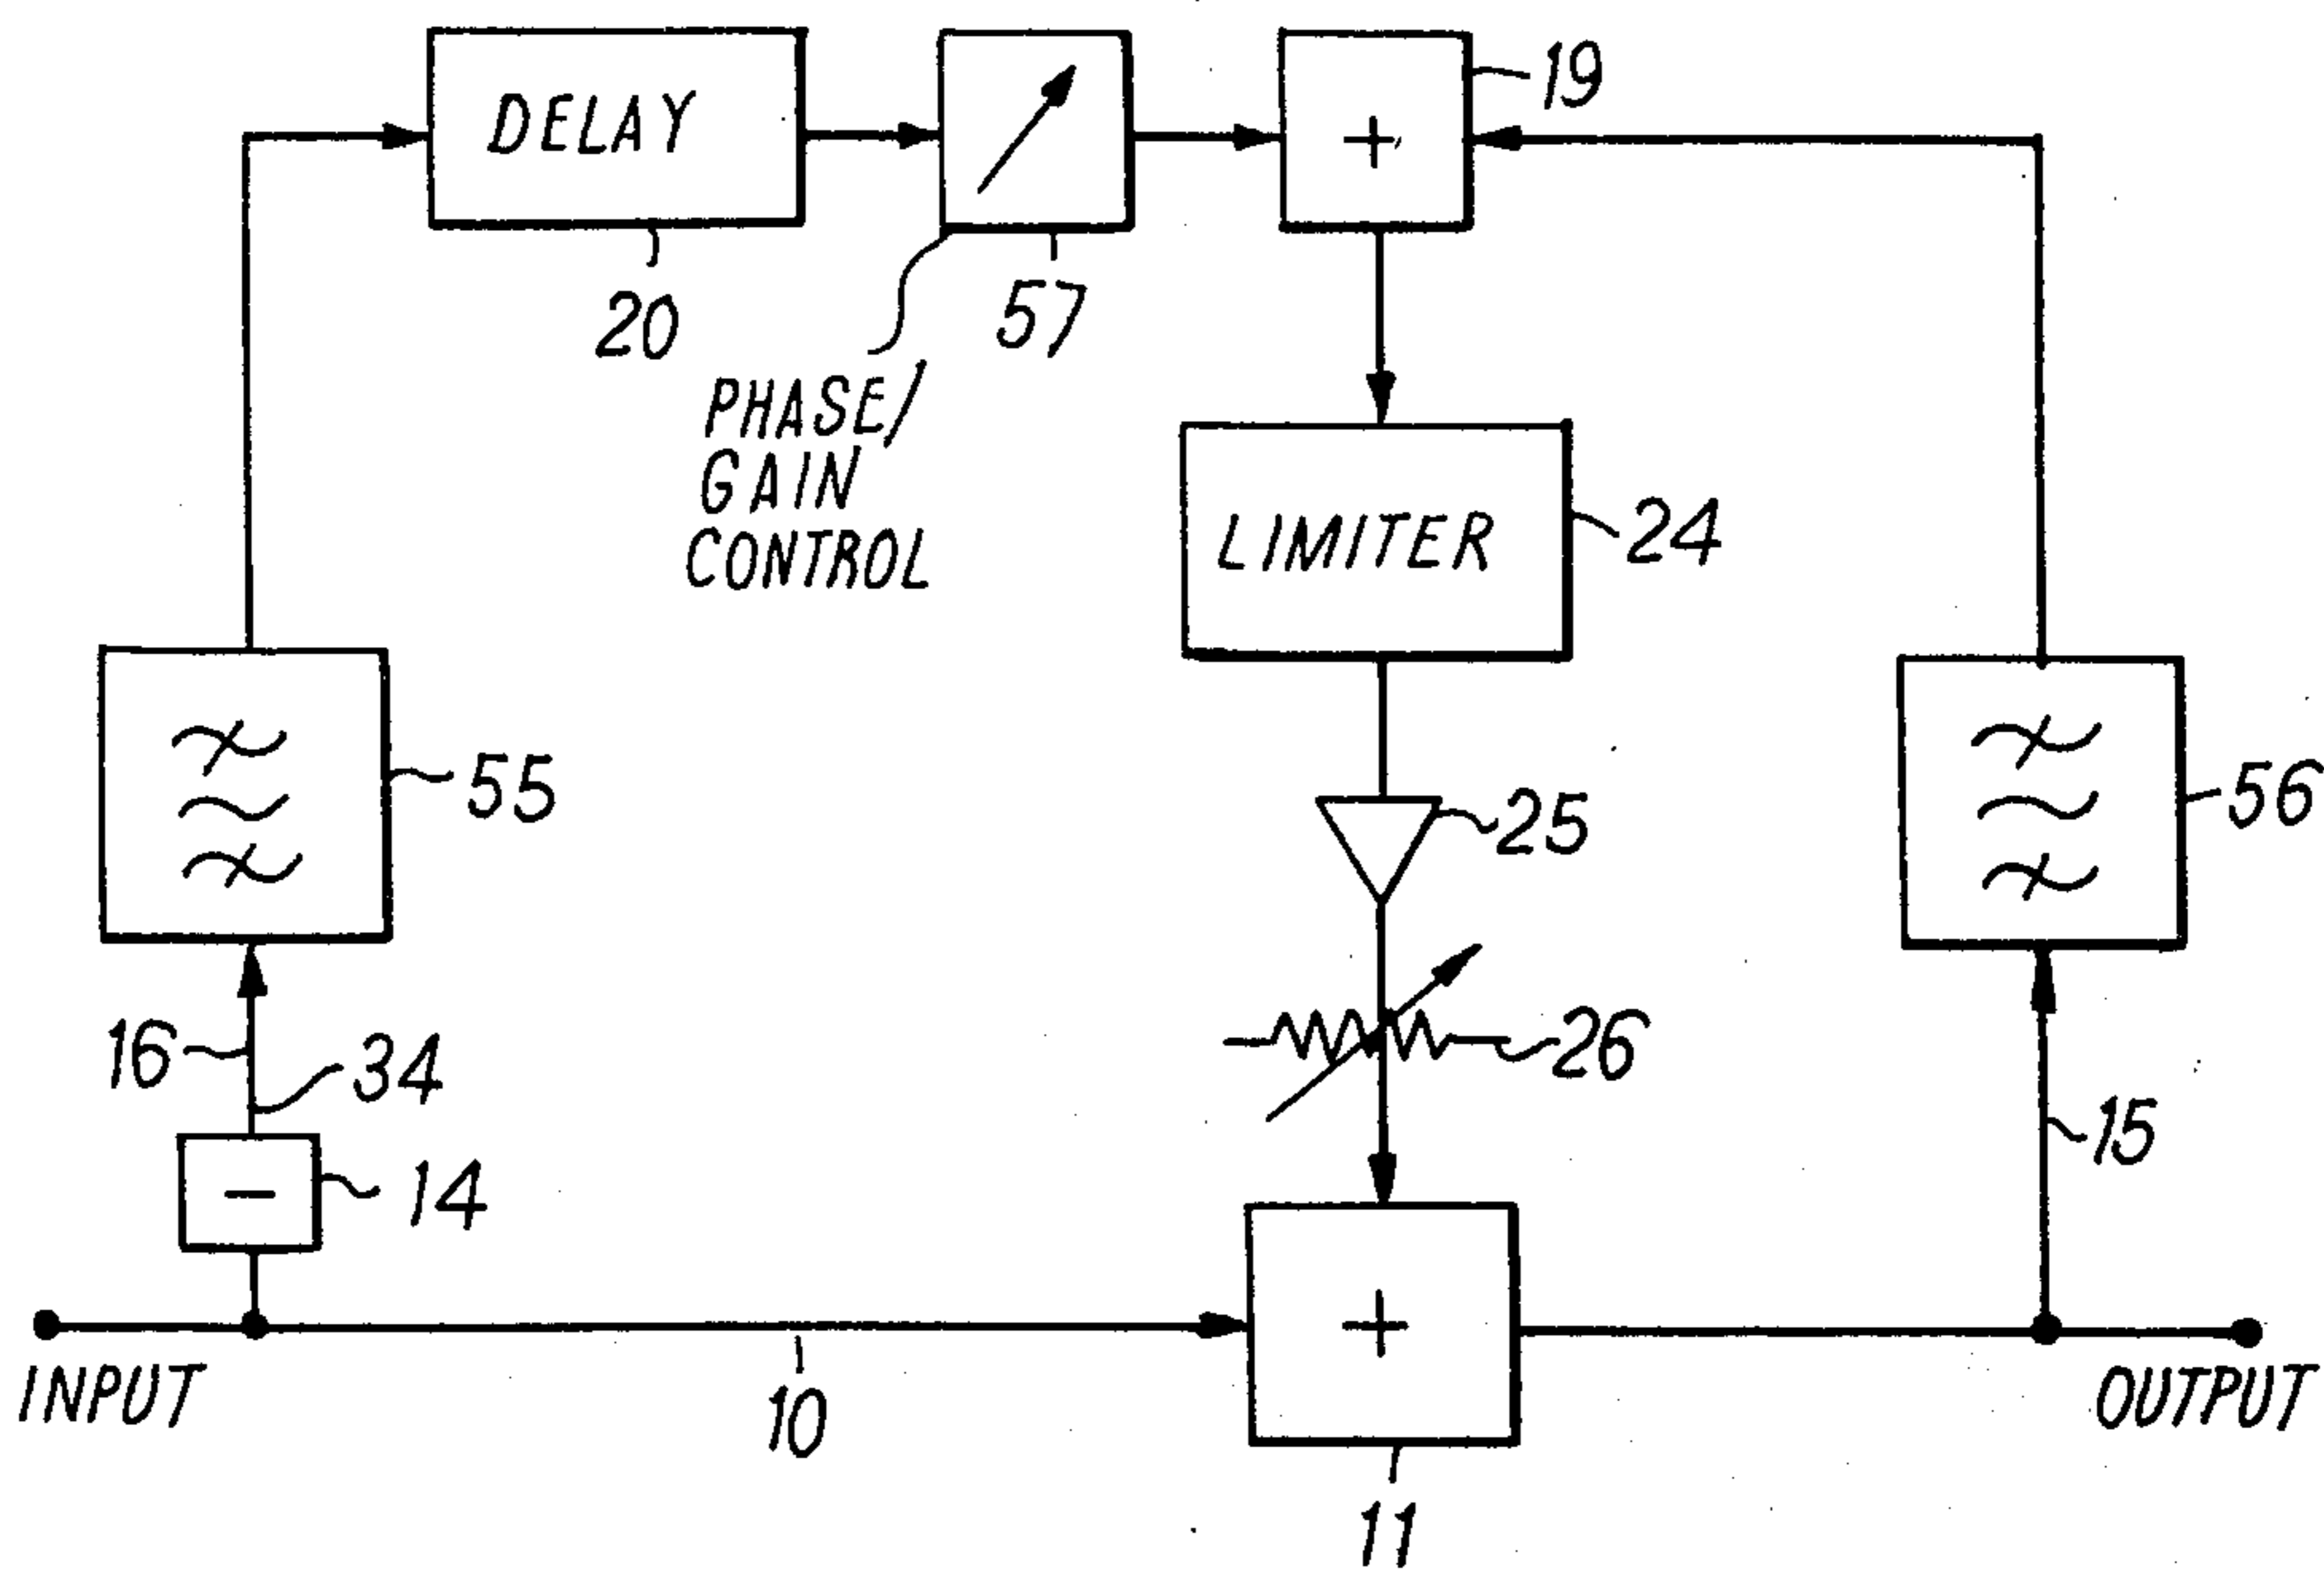 DELAY
+
19
20
57
PHASE/
GAIN
CONTROL
LIMITER
24
55
25
56
16
34
26
15
-
14
+
INPUT
10
OUTPUT
11